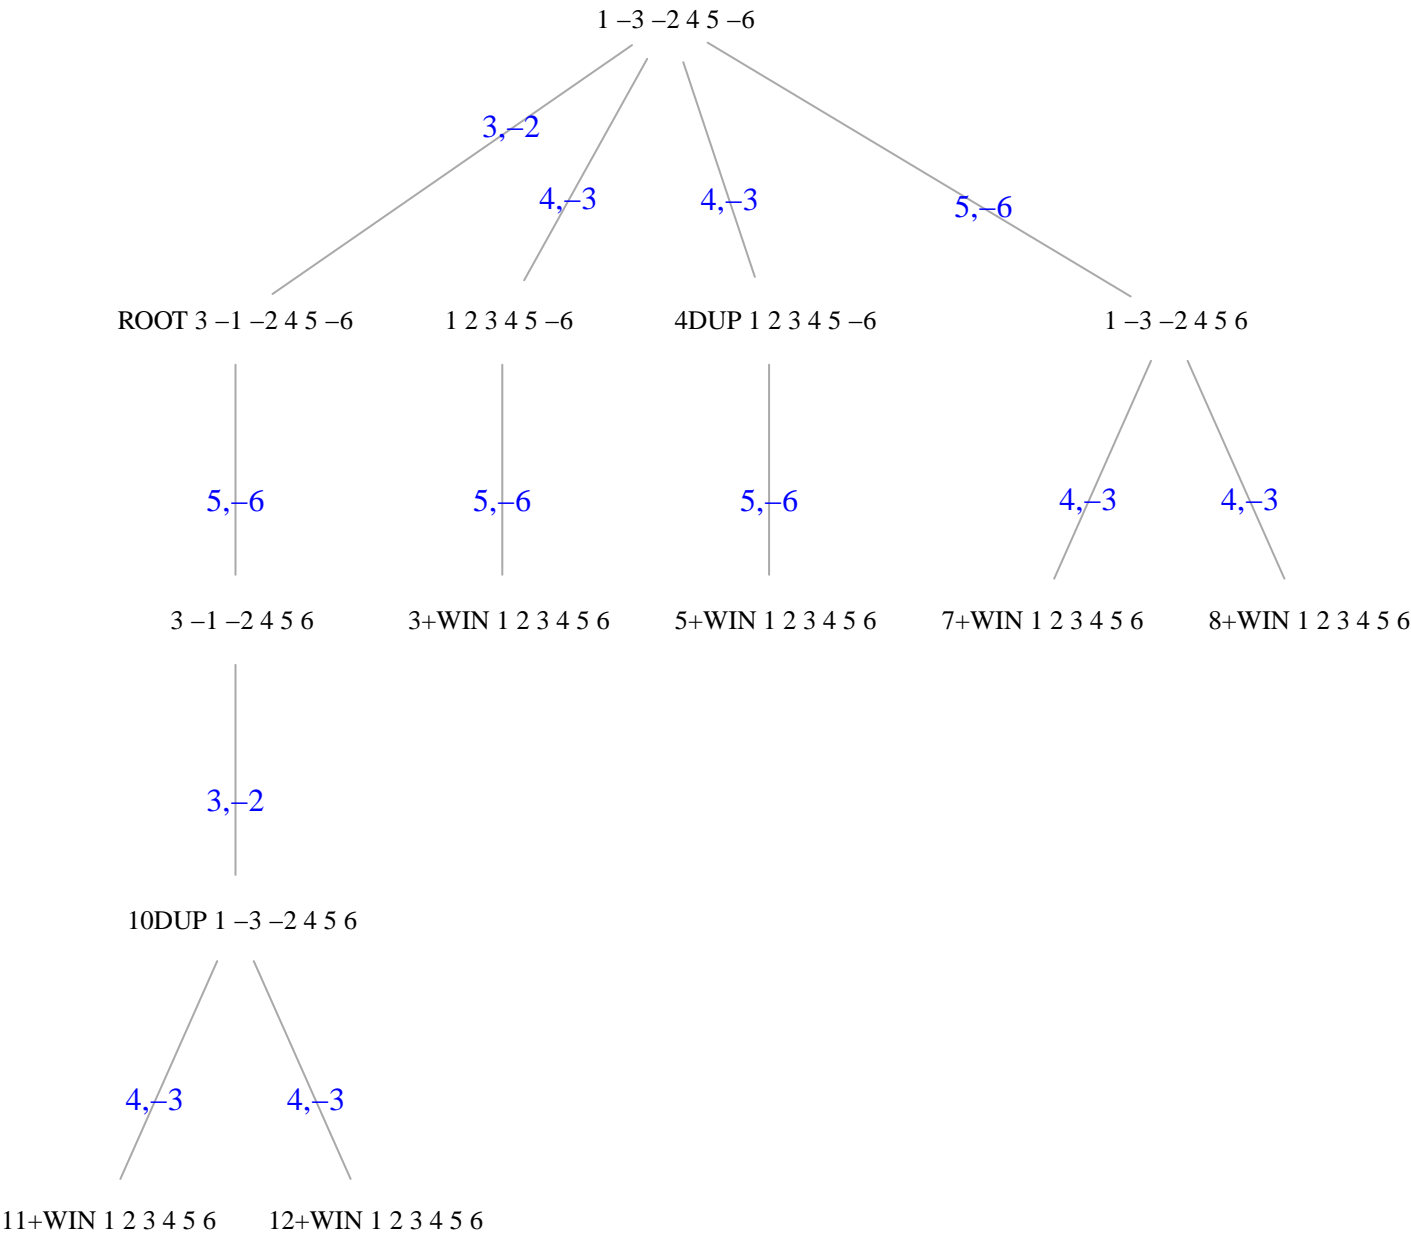 1 –3 –2 4 5 –6
3,–2
4,–3
4,–3
5,–6
ROOT 3 –1 –2 4 5 –6
1 2 3 4 5 –6
4DUP 1 2 3 4 5 –6
1 –3 –2 4 5 6
5,–6
5,–6
5,–6
4,–3
4,–3
3 –1 –2 4 5 6
3+WIN 1 2 3 4 5 6
5+WIN 1 2 3 4 5 6
7+WIN 1 2 3 4 5 6
8+WIN 1 2 3 4 5 6
3,–2
10DUP 1 –3 –2 4 5 6
4,–3
4,–3
11+WIN 1 2 3 4 5 6
12+WIN 1 2 3 4 5 6